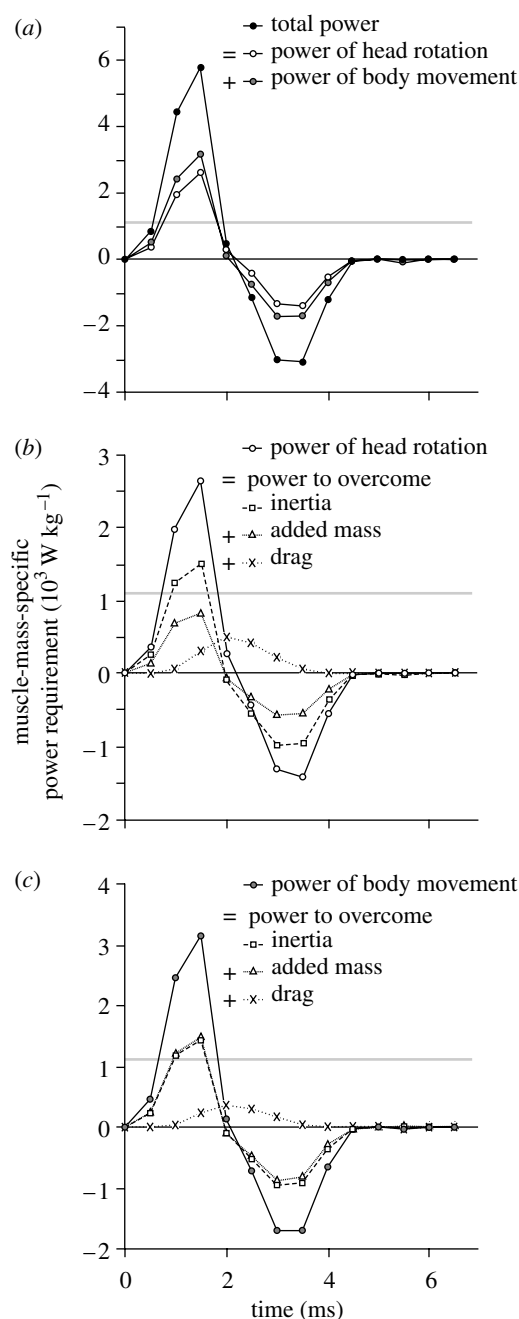 (a)
total power
= power of head rotation
+ power of body movement
6
4
2
0
−2
−4
(b)
power of head rotation
= power to overcome
inertia
+ added mass
+ drag
3
2
1
0
−1
−2
muscle-mass-specific
power requirement (10³ W kg⁻¹)
(c)
power of body movement
= power to overcome
inertia
+ added mass
+ drag
4
3
2
1
0
−1
−2
0 2 4 6
time (ms)